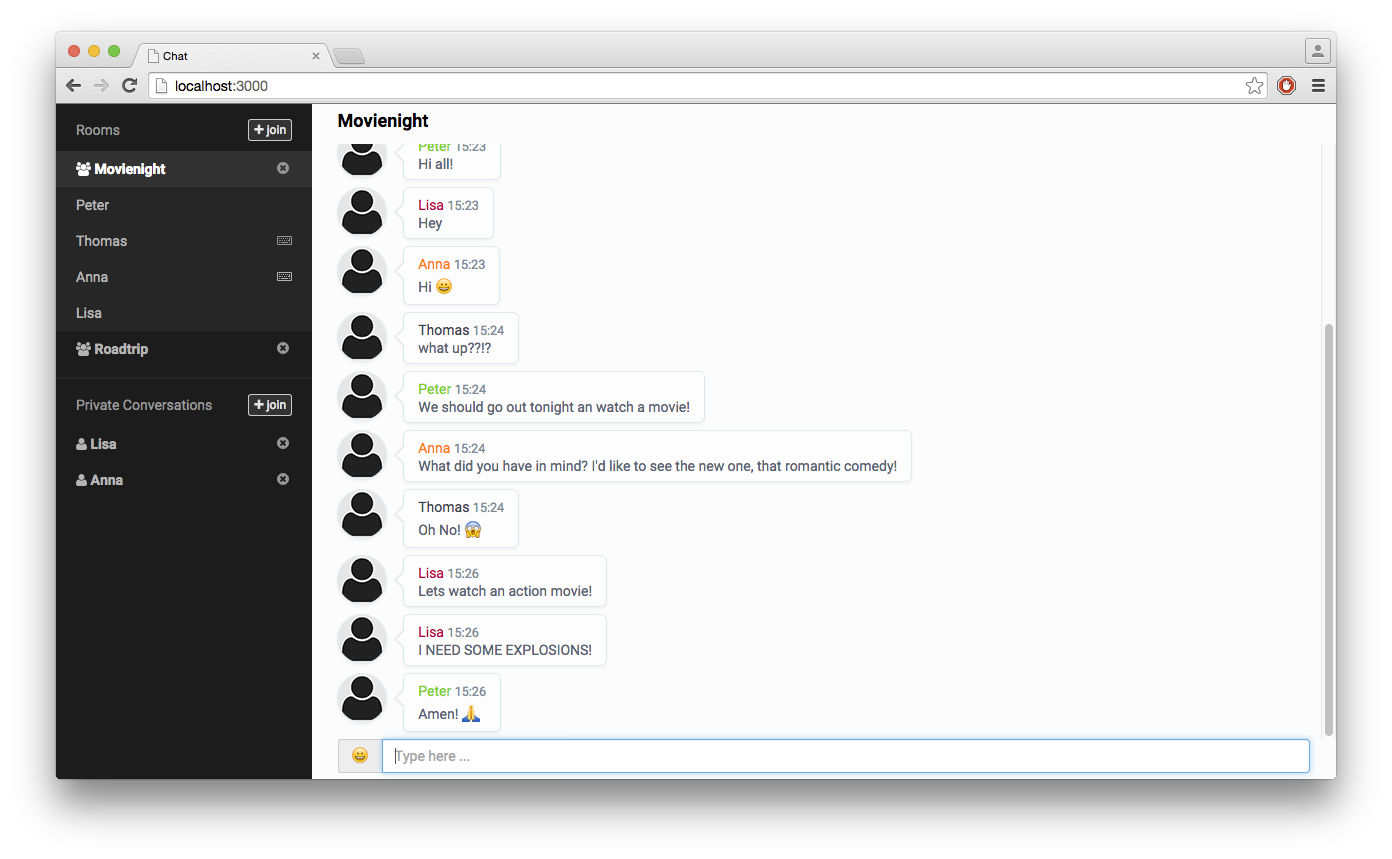 Chat
localhost:3000
Rooms
join
Movienight
Peter
Thomas
Anna
Lisa
Roadtrip
Private Conversations
join
Lisa
Anna
Movienight
Peter 15:23
Hi all!
Lisa 15:23
Hey
Anna 15:23
Hi 😀
Thomas 15:24
what up??!?
Peter 15:24
We should go out tonight an watch a movie!
Anna 15:24
What did you have in mind? I'd like to see the new one, that romantic comedy!
Thomas 15:24
Oh No! 😱
Lisa 15:26
Lets watch an action movie!
Lisa 15:26
I NEED SOME EXPLOSIONS!
Peter 15:26
Amen! 🙏
Type here ...